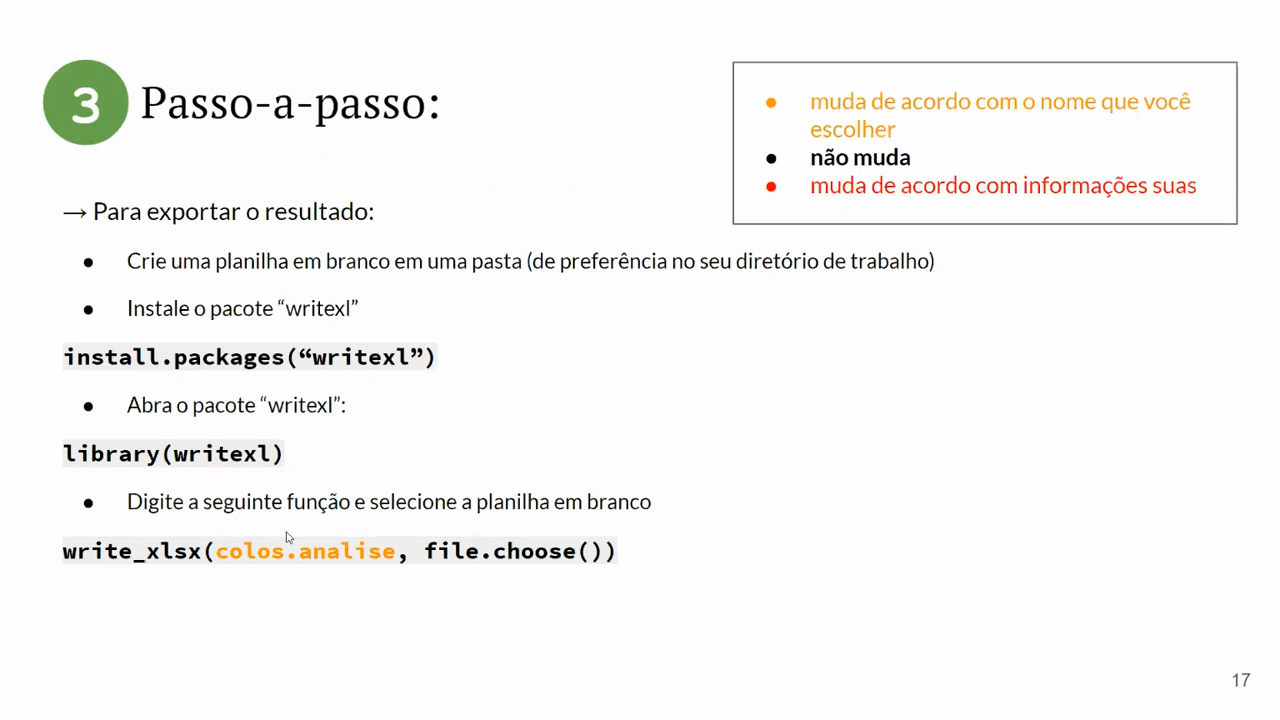 3 Passo-a-passo:
● muda de acordo com o nome que você
escolher
● não muda
● muda de acordo com informações suas
→ Para exportar o resultado:
● Crie uma planilha em branco em uma pasta (de preferência no seu diretório de trabalho)
● Instale o pacote “writexl”
install.packages(“writexl”)
● Abra o pacote “writexl”:
library(writexl)
● Digite a seguinte função e selecione a planilha em branco
write_xlsx(colos.analise, file.choose())
17